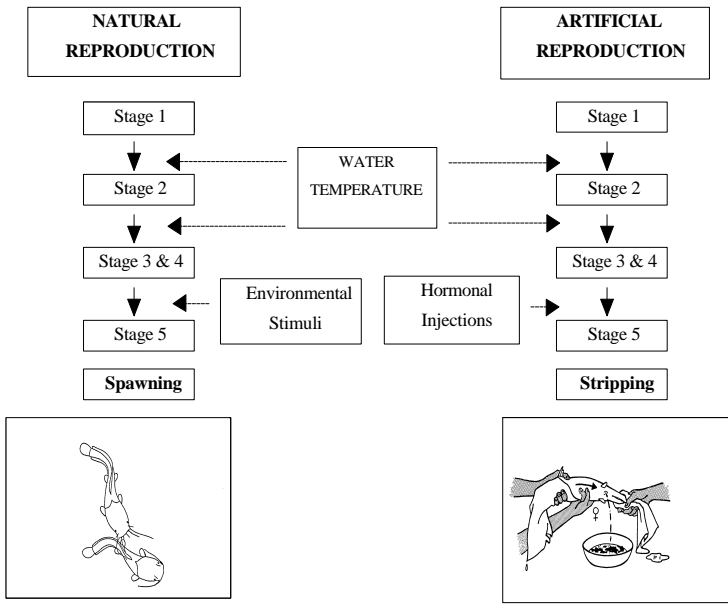 NATURAL
REPRODUCTION
ARTIFICIAL
REPRODUCTION
Stage 1
Stage 1
WATER
TEMPERATURE
Stage 2
Stage 2
Stage 3 & 4
Stage 3 & 4
Environmental
Stimuli
Hormonal
Injections
Stage 5
Stage 5
Spawning
Stripping
♀